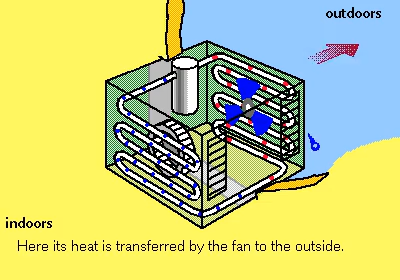 outdoors
indoors
Here its heat is transferred by the fan to the outside.